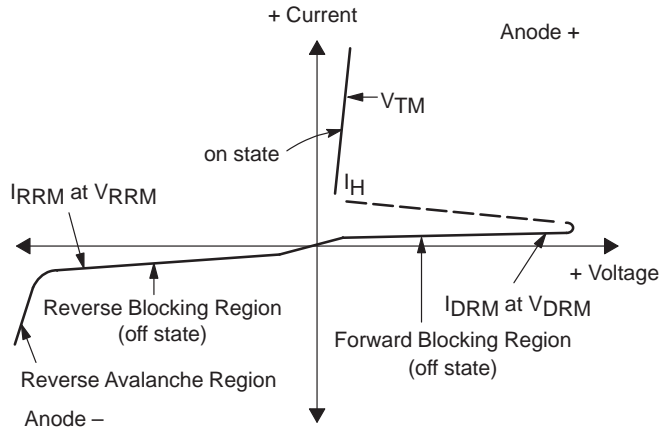 + Current
Anode +
VTM
on state
IH
IRRM at VRRM
+ Voltage
IDRM at VDRM
Reverse Blocking Region
(off state)
Forward Blocking Region
(off state)
Reverse Avalanche Region
Anode –